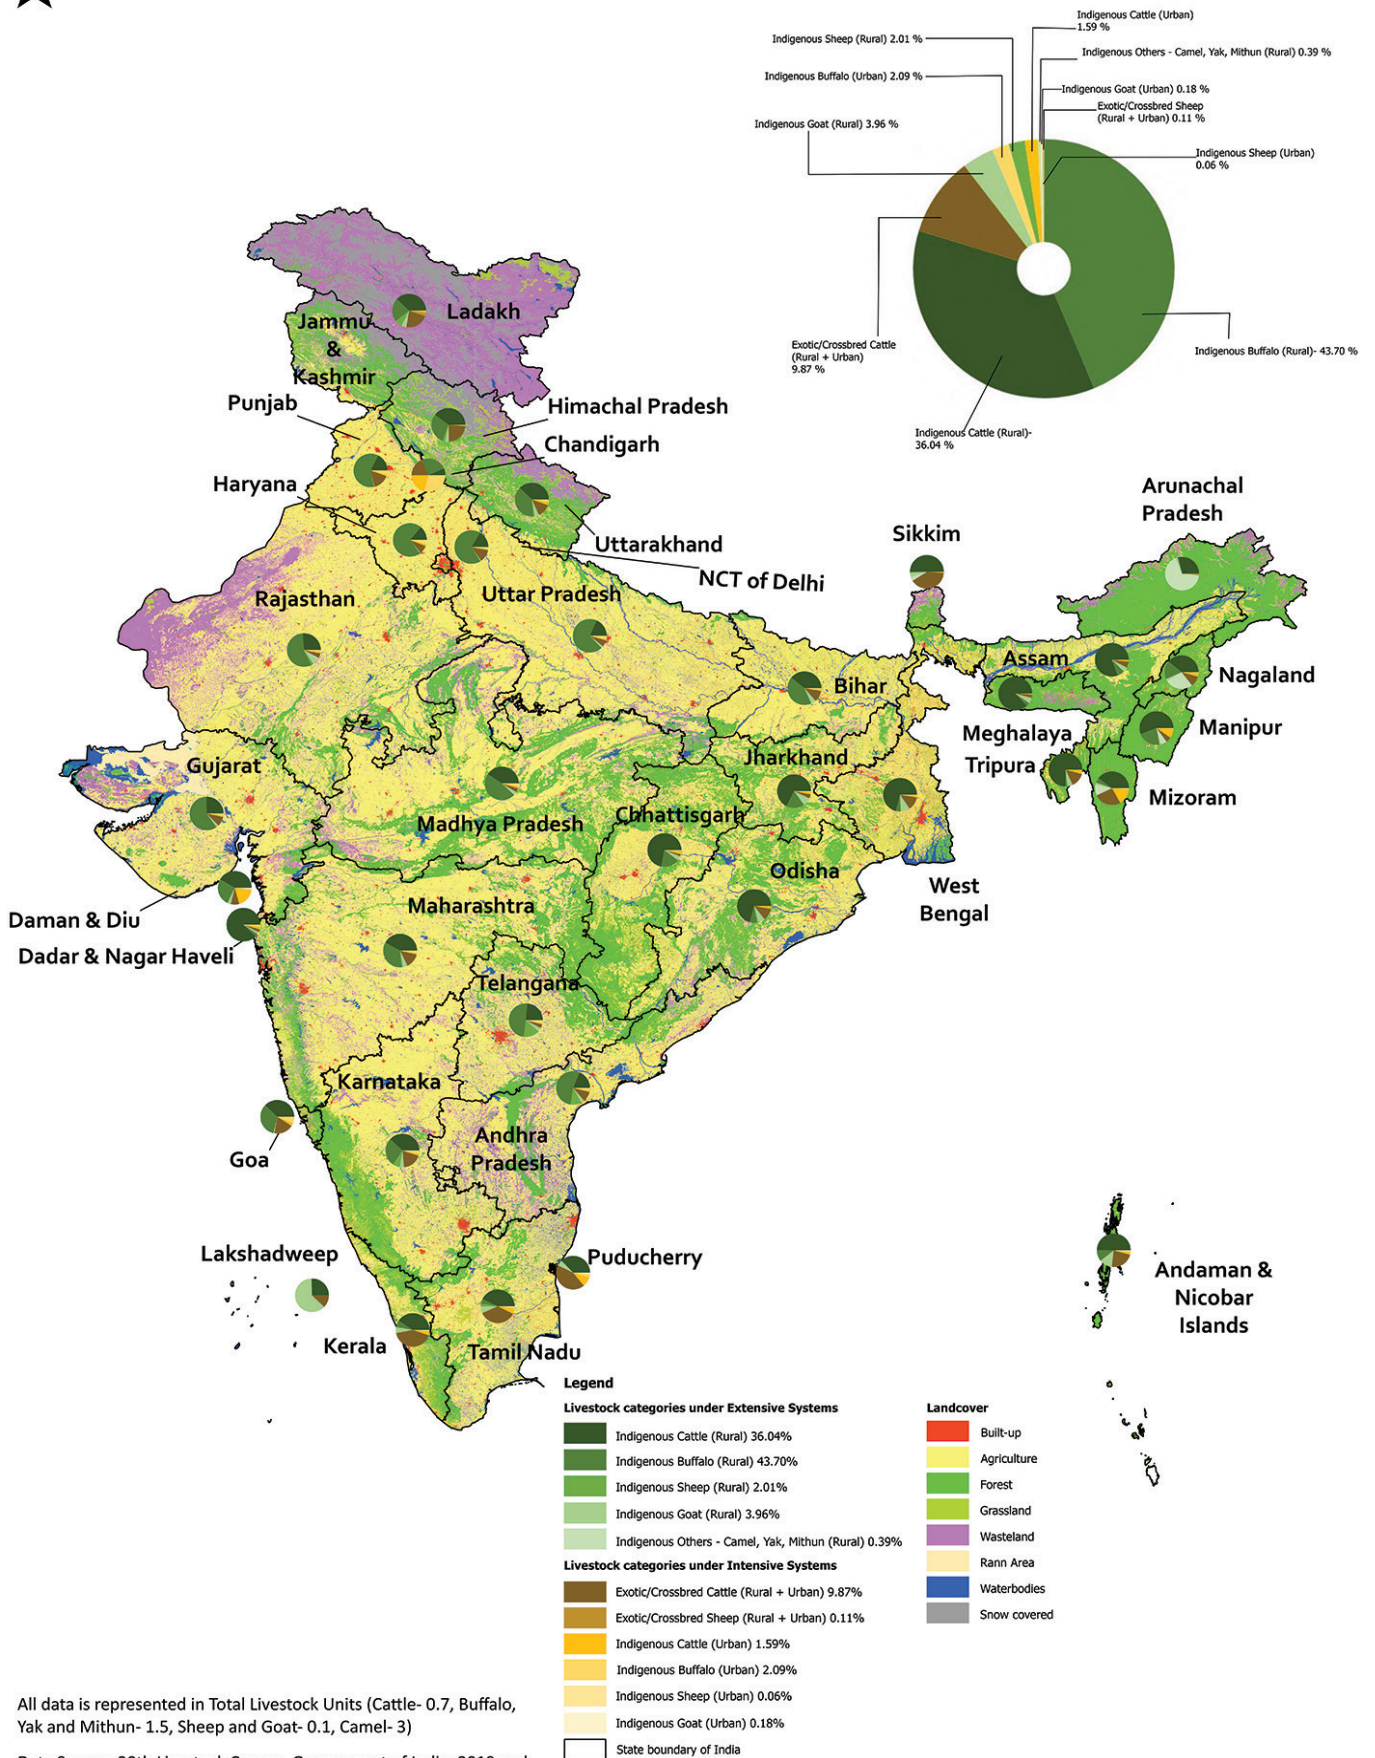 Indigenous Cattle (Urban)
1.59 %
Indigenous Sheep (Rural) 2.01 %
Indigenous Others - Camel, Yak, Mithun (Rural) 0.39 %
Indigenous Buffalo (Urban) 2.09 %
Indigenous Goat (Urban) 0.18 %
Exotic/Crossbred Sheep
(Rural + Urban) 0.11 %
Indigenous Goat (Rural) 3.96 %
Indigenous Sheep (Urban)
0.06 %
Exotic/Crossbred Cattle
(Rural + Urban)
9.87 %
Indigenous Buffalo (Rural)- 43.70 %
Indigenous Cattle (Rural)-
36.04 %
Ladakh
Jammu
&
Kashmir
Punjab
Himachal Pradesh
Chandigarh
Haryana
Uttarakhand
NCT of Delhi
Arunachal
Pradesh
Sikkim
Rajasthan
Uttar Pradesh
Assam
Nagaland
Bihar
Meghalaya
Manipur
Tripura
Mizoram
Gujarat
Jharkhand
Madhya Pradesh
Chhattisgarh
Odisha
West
Bengal
Maharashtra
Daman & Diu
Dadar & Nagar Haveli
Telangana
Karnataka
Andhra
Pradesh
Goa
Lakshadweep
Puducherry
Andaman &
Nicobar
Islands
Kerala
Tamil Nadu
Legend
Livestock categories under Extensive Systems
Indigenous Cattle (Rural) 36.04%
Indigenous Buffalo (Rural) 43.70%
Indigenous Sheep (Rural) 2.01%
Indigenous Goat (Rural) 3.96%
Indigenous Others - Camel, Yak, Mithun (Rural) 0.39%
Livestock categories under Intensive Systems
Exotic/Crossbred Cattle (Rural + Urban) 9.87%
Exotic/Crossbred Sheep (Rural + Urban) 0.11%
Indigenous Cattle (Urban) 1.59%
Indigenous Buffalo (Urban) 2.09%
Indigenous Sheep (Urban) 0.06%
Indigenous Goat (Urban) 0.18%
State boundary of India
Landcover
Built-up
Agriculture
Forest
Grassland
Wasteland
Rann Area
Waterbodies
Snow covered
All data is represented in Total Livestock Units (Cattle- 0.7, Buffalo,
Yak and Mithun- 1.5, Sheep and Goat- 0.1, Camel- 3)